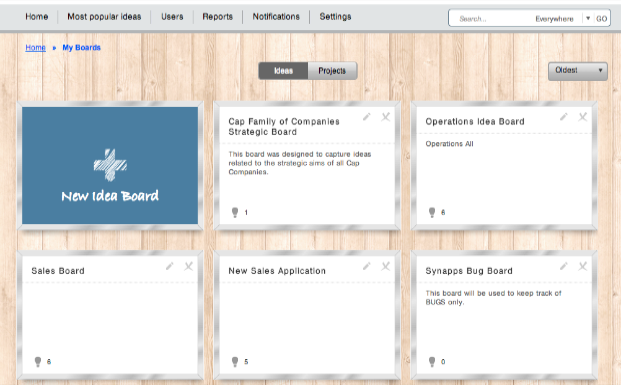 Home Most popular ideas Users Reports Notifications Settings Search... Everywhere GO
Home » My Boards
Ideas Projects Oldest
New Idea Board
Cap Family of Companies
Strategic Board
This board was designed to capture ideas
related to the strategic aims of all Cap
Companies.
1
Operations Idea Board
Operations All
6
Sales Board
6
New Sales Application
5
Synapps Bug Board
This board will be used to keep track of
BUGS only.
0